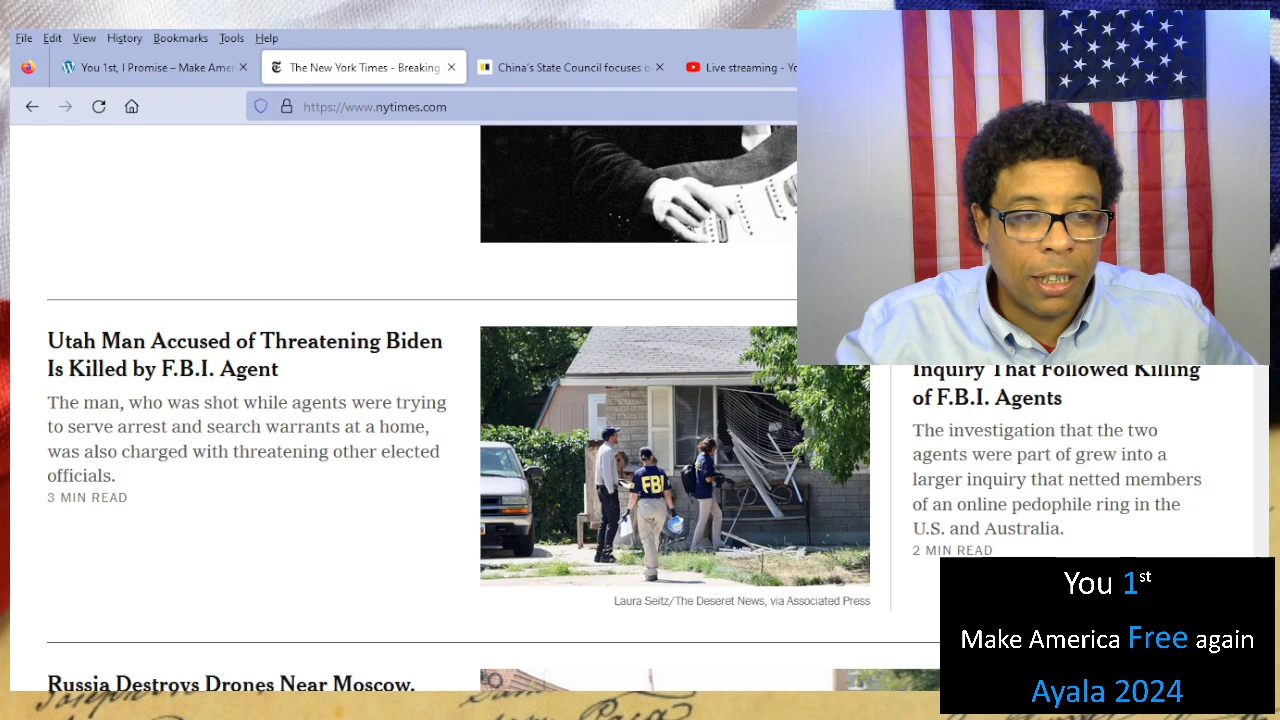 File Edit View History Bookmarks Tools Help
You 1st, I Promise – Make Amer
The New York Times - Breaking
China's State Council focuses o
Live streaming - Yo
https://www.nytimes.com
Utah Man Accused of Threatening Biden
Is Killed by F.B.I. Agent
The man, who was shot while agents were trying
to serve arrest and search warrants at a home,
was also charged with threatening other elected
officials.
3 MIN READ
FBI
Laura Seitz/The Deseret News, via Associated Press
Inquiry That Followed Killing
of F.B.I. Agents
The investigation that the two
agents were part of grew into a
larger inquiry that netted members
of an online pedophile ring in the
U.S. and Australia.
2 MIN READ
Russia Destroys Drones Near Moscow.
You 1st
Make America Free again
Ayala 2024